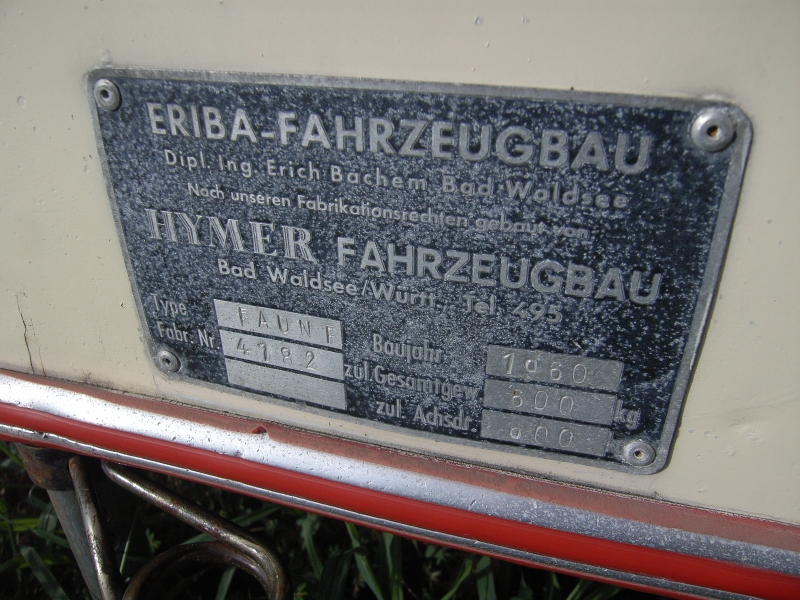 ERIBA-FAHRZEUGBAU
Dipl. Ing. Erich Bachem Bad Waldsee
Nach unseren Fabrikationsrechten gebaut von
HYMER FAHRZEUGBAU
Bad Waldsee/Württ., Tel. 495
Type FAUN F
Fabr. Nr. 4182
Baujahr 1960
zul. Gesamtgew. 800 kg
zul. Achsdr. 800